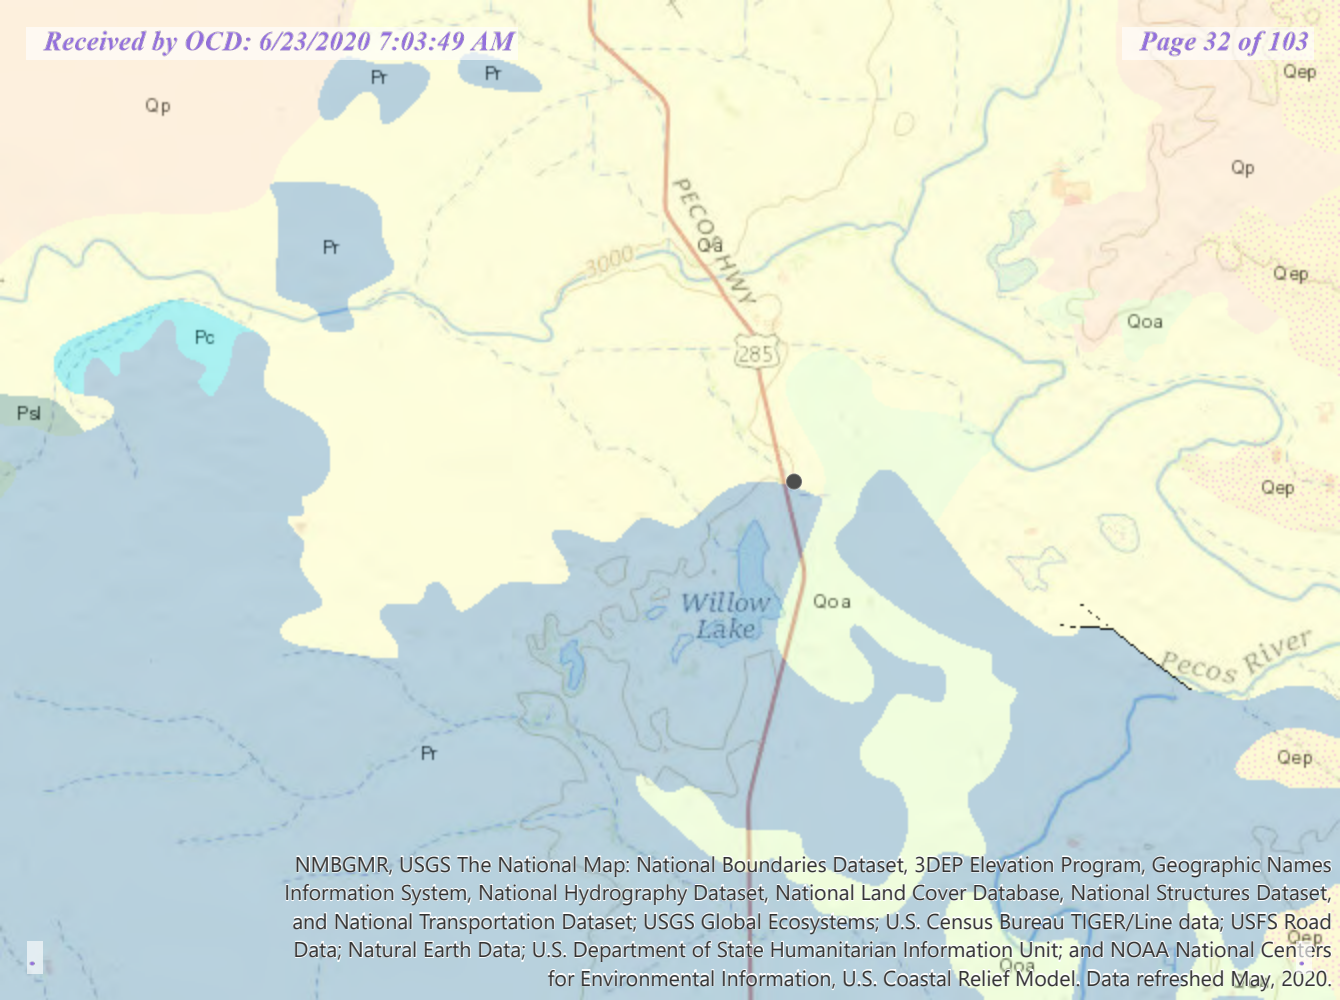 Received by OCD: 6/23/2020 7:03:49 AM
Page 32 of 103
Pr
Pr
Qep
Qp
Qp
PECOS HWY
Qa
Pr
3000
Qep
Qoa
Pc
285
Psl
Qep
Willow
Lake
Qoa
Pecos River
Pr
Qep
NMBGMR, USGS The National Map: National Boundaries Dataset, 3DEP Elevation Program, Geographic Names
Information System, National Hydrography Dataset, National Land Cover Database, National Structures Dataset,
and National Transportation Dataset; USGS Global Ecosystems; U.S. Census Bureau TIGER/Line data; USFS Road
Qep
Data; Natural Earth Data; U.S. Department of State Humanitarian Information Unit; and NOAA National Centers
Qoa
for Environmental Information, U.S. Coastal Relief Model. Data refreshed May, 2020.